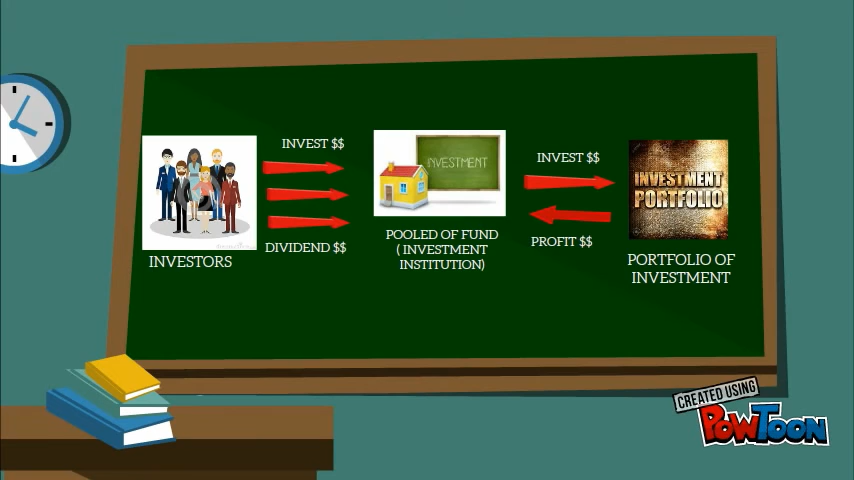 INVEST $$
DIVIDEND $$
INVESTORS
INVESTMENT
POOLED OF FUND
( INVESTMENT
INSTITUTION)
INVEST $$
PROFIT $$
INVESTMENT
PORTFOLIO
PORTFOLIO OF
INVESTMENT
CREATED USING
POWTOON